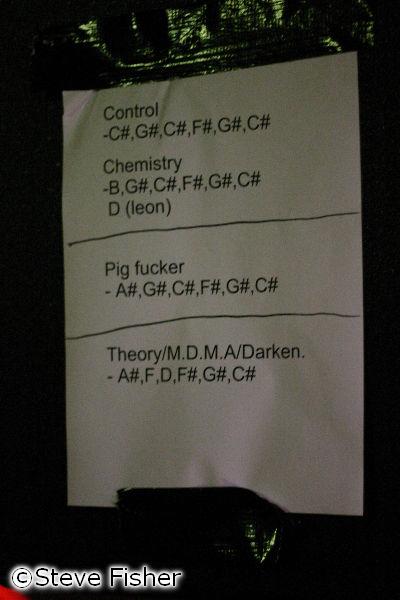 Control
-C#,G#,C#,F#,G#,C#
Chemistry
-B,G#,C#,F#,G#,C#
D (leon)
Pig fucker
- A#,G#,C#,F#,G#,C#
Theory/M.D.M.A/Darken.
- A#,F,D,F#,G#,C#
©Steve Fisher